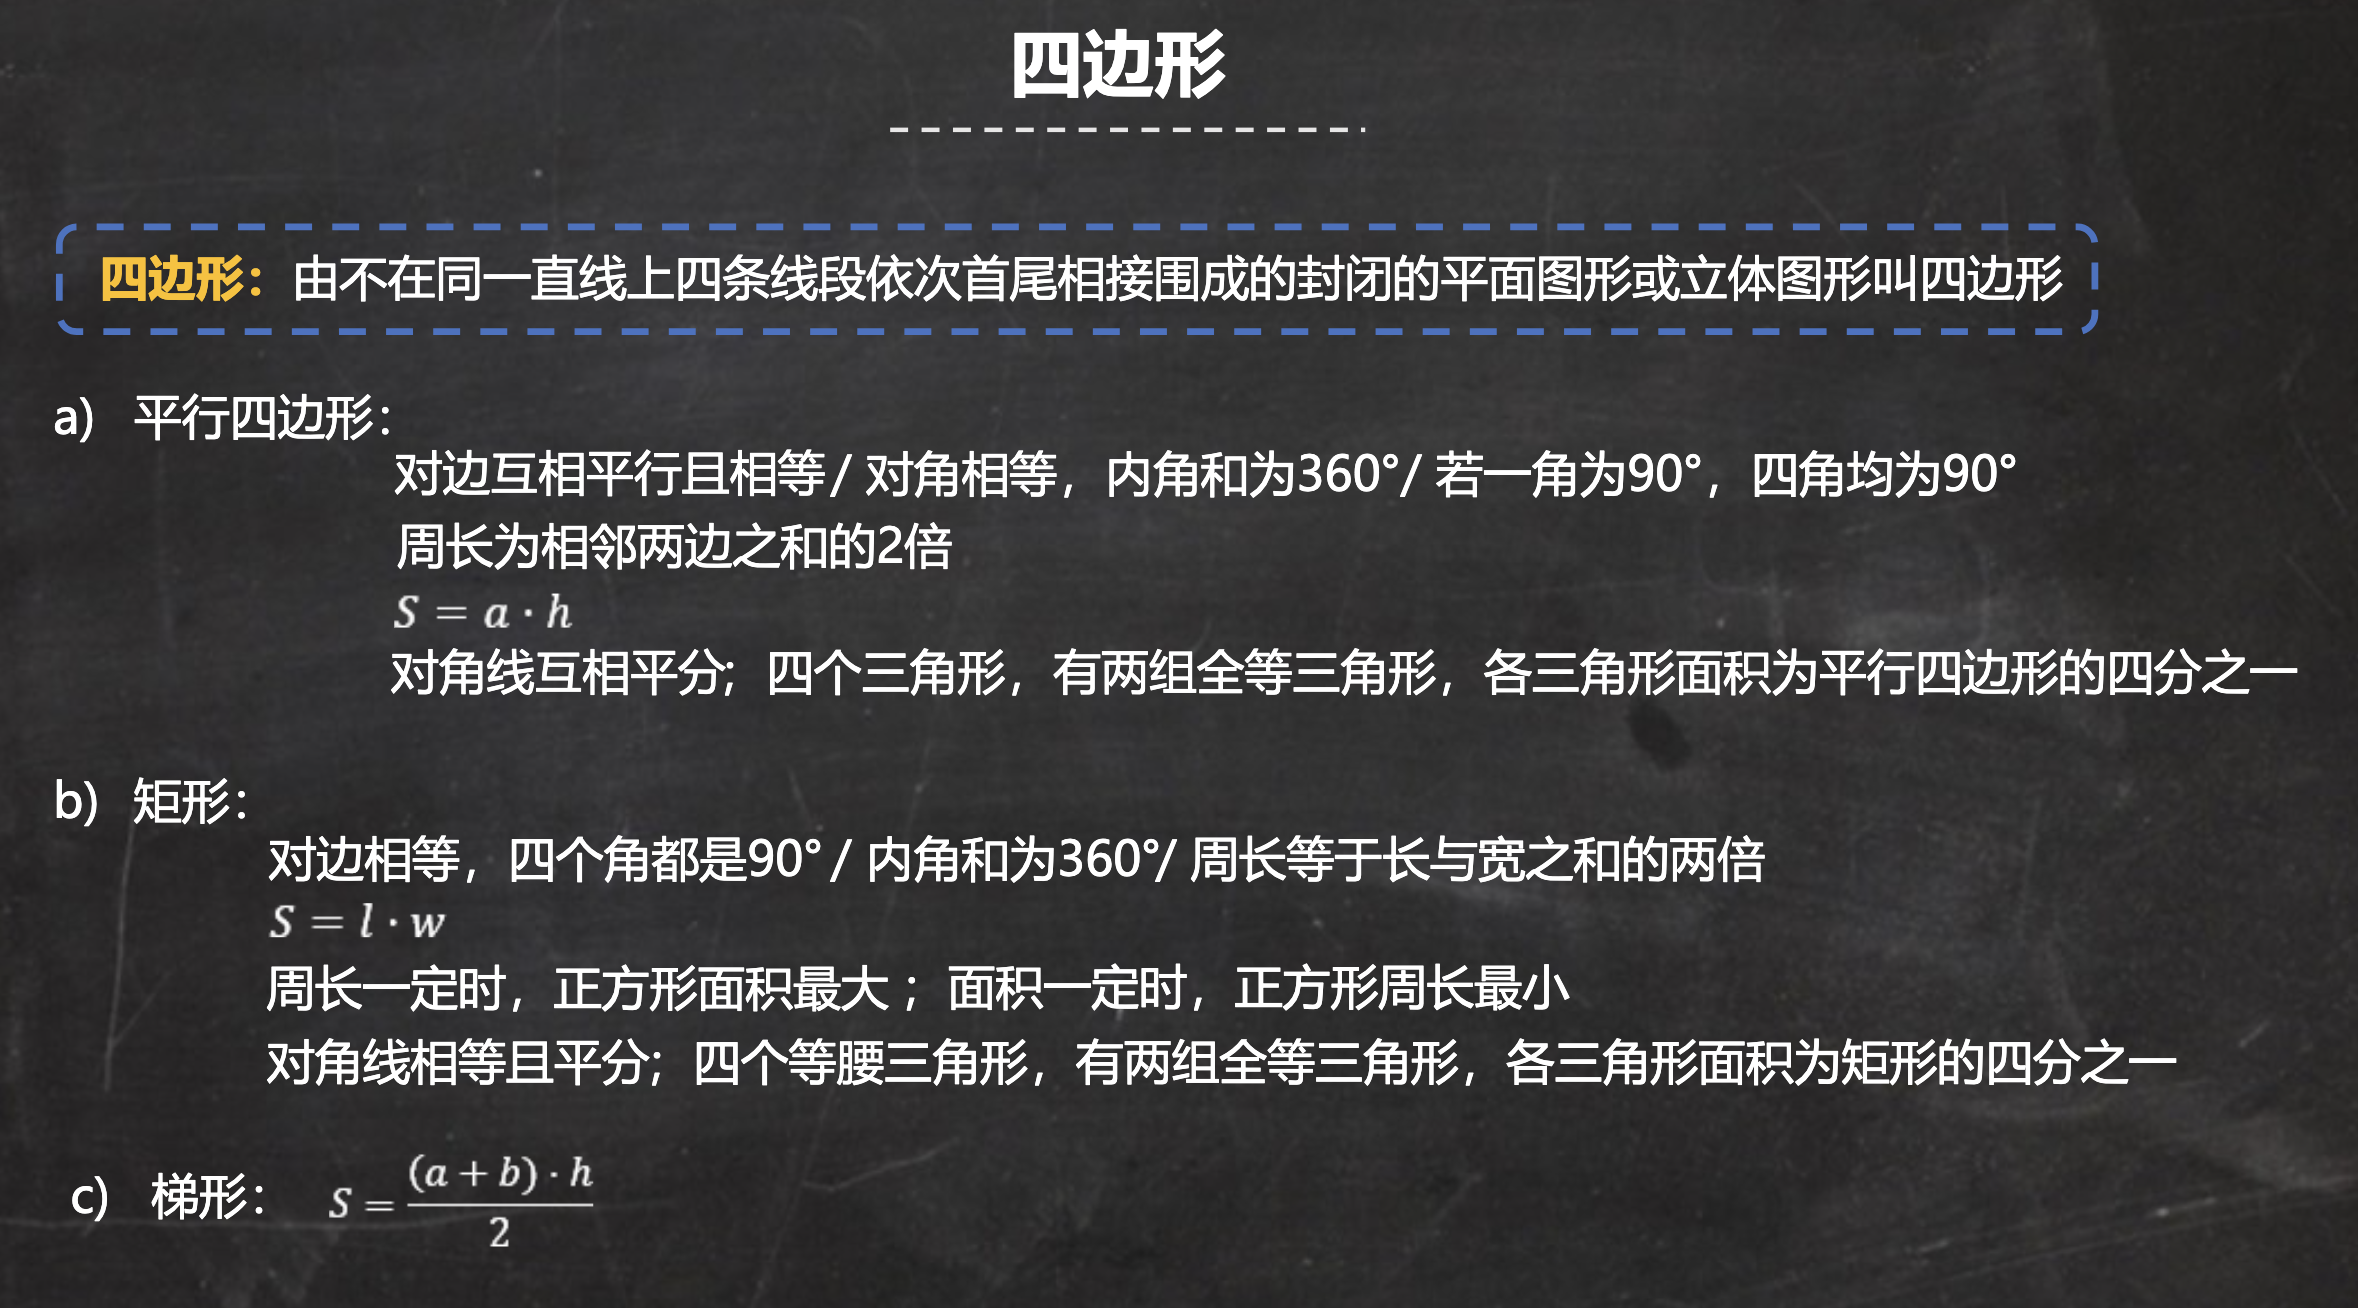 四边形
四边形：由不在同一直线上四条线段依次首尾相接围成的封闭的平面图形或立体图形叫四边形
a) 平行四边形：
对边互相平行且相等/ 对角相等，内角和为360°/ 若一角为90°，四角均为90°
周长为相邻两边之和的2倍
S = a · h
对角线互相平分；四个三角形，有两组全等三角形，各三角形面积为平行四边形的四分之一
b) 矩形：
对边相等，四个角都是90° / 内角和为360°/ 周长等于长与宽之和的两倍
S = l · w
周长一定时，正方形面积最大 ；面积一定时，正方形周长最小
对角线相等且平分；四个等腰三角形，有两组全等三角形，各三角形面积为矩形的四分之一
c) 梯形： S = (a + b) · h / 2